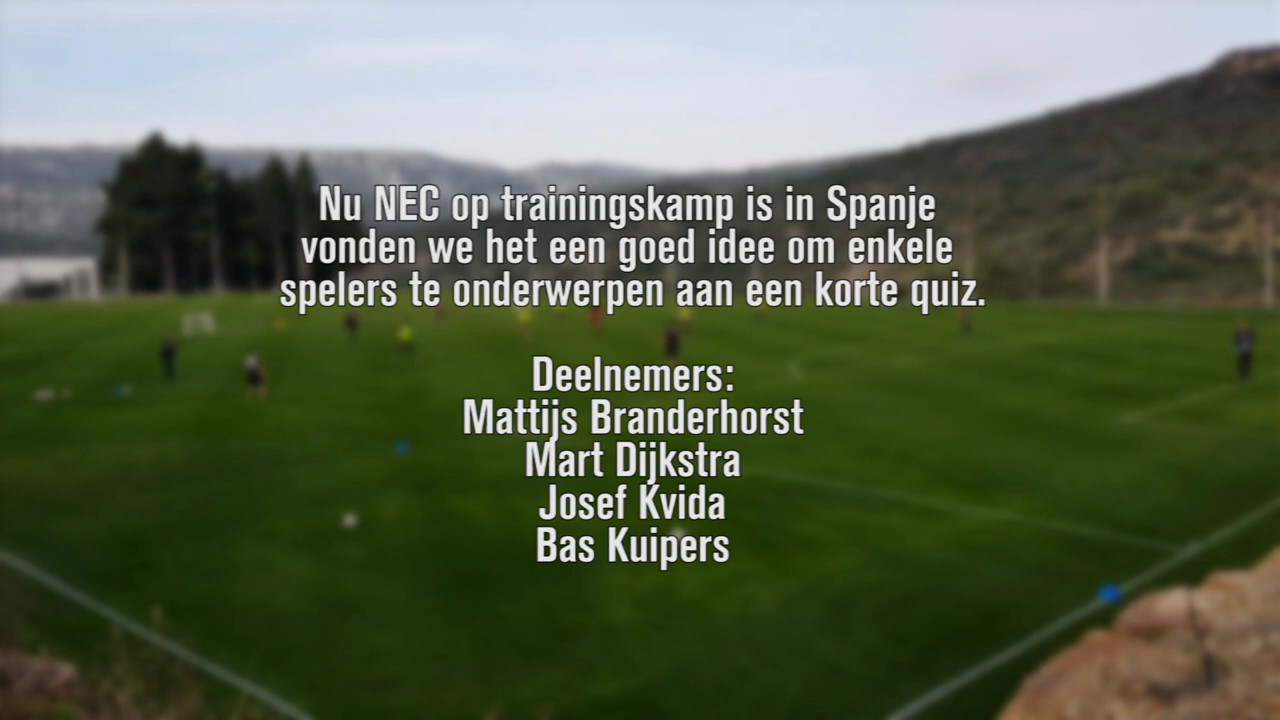 Nu NEC op trainingskamp is in Spanje
vonden we het een goed idee om enkele
spelers te onderwerpen aan een korte quiz.
Deelnemers:
Mattijs Branderhorst
Mart Dijkstra
Josef Kvida
Bas Kuipers